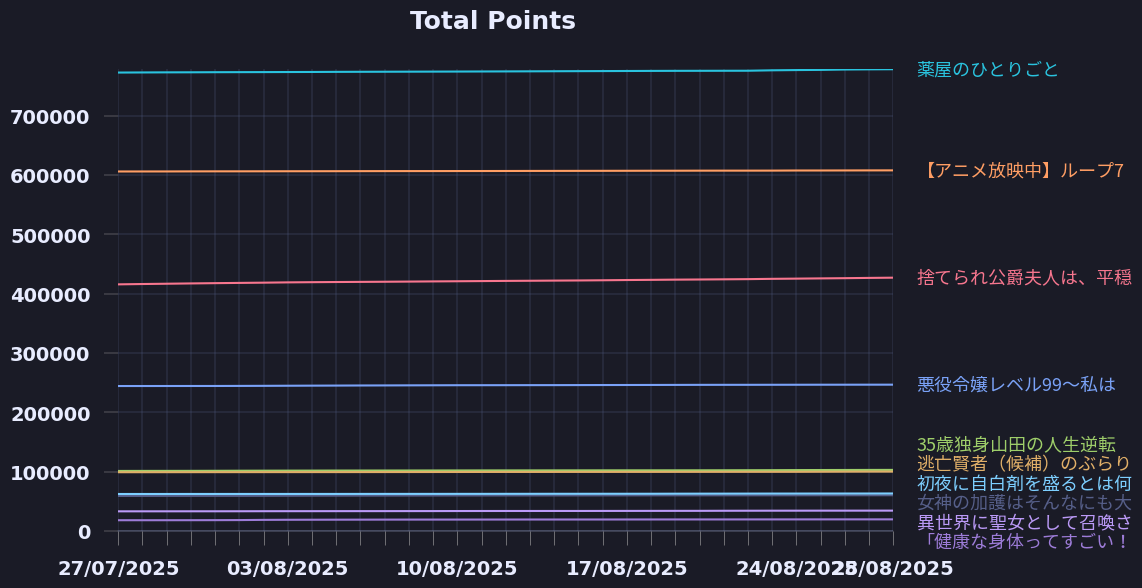 Total Points
薬屋のひとりごと
700000
【アニメ放映中】ループ7
600000
500000
捨てられ公爵夫人は、平穏
400000
300000
悪役令嬢レベル99～私は
200000
35歳独身山田の人生逆転
逃亡賢者（候補）のぶらり
100000
初夜に自白剤を盛るとは何
女神の加護はそんなにも大
異世界に聖女として召喚さ
0
「健康な身体ってすごい！
27/07/2025 03/08/2025 10/08/2025 17/08/2025 24/08/2025 28/08/2025